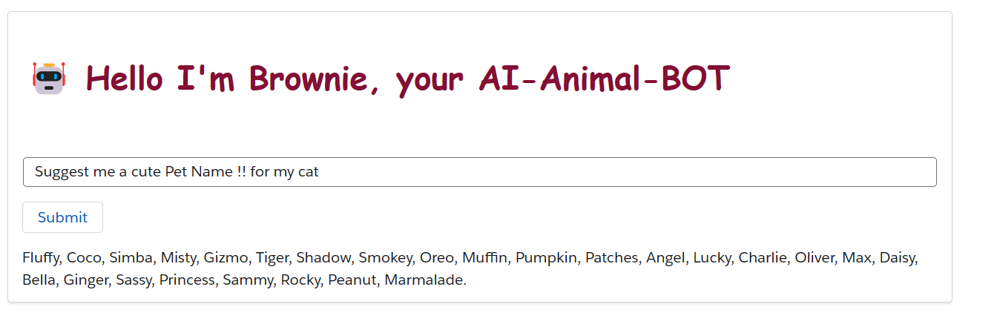 Hello I'm Brownie, your AI-Animal-BOT
Suggest me a cute Pet Name !! for my cat
Submit
Fluffy, Coco, Simba, Misty, Gizmo, Tiger, Shadow, Smokey, Oreo, Muffin, Pumpkin, Patches, Angel, Lucky, Charlie, Oliver, Max, Daisy,
Bella, Ginger, Sassy, Princess, Sammy, Rocky, Peanut, Marmalade.